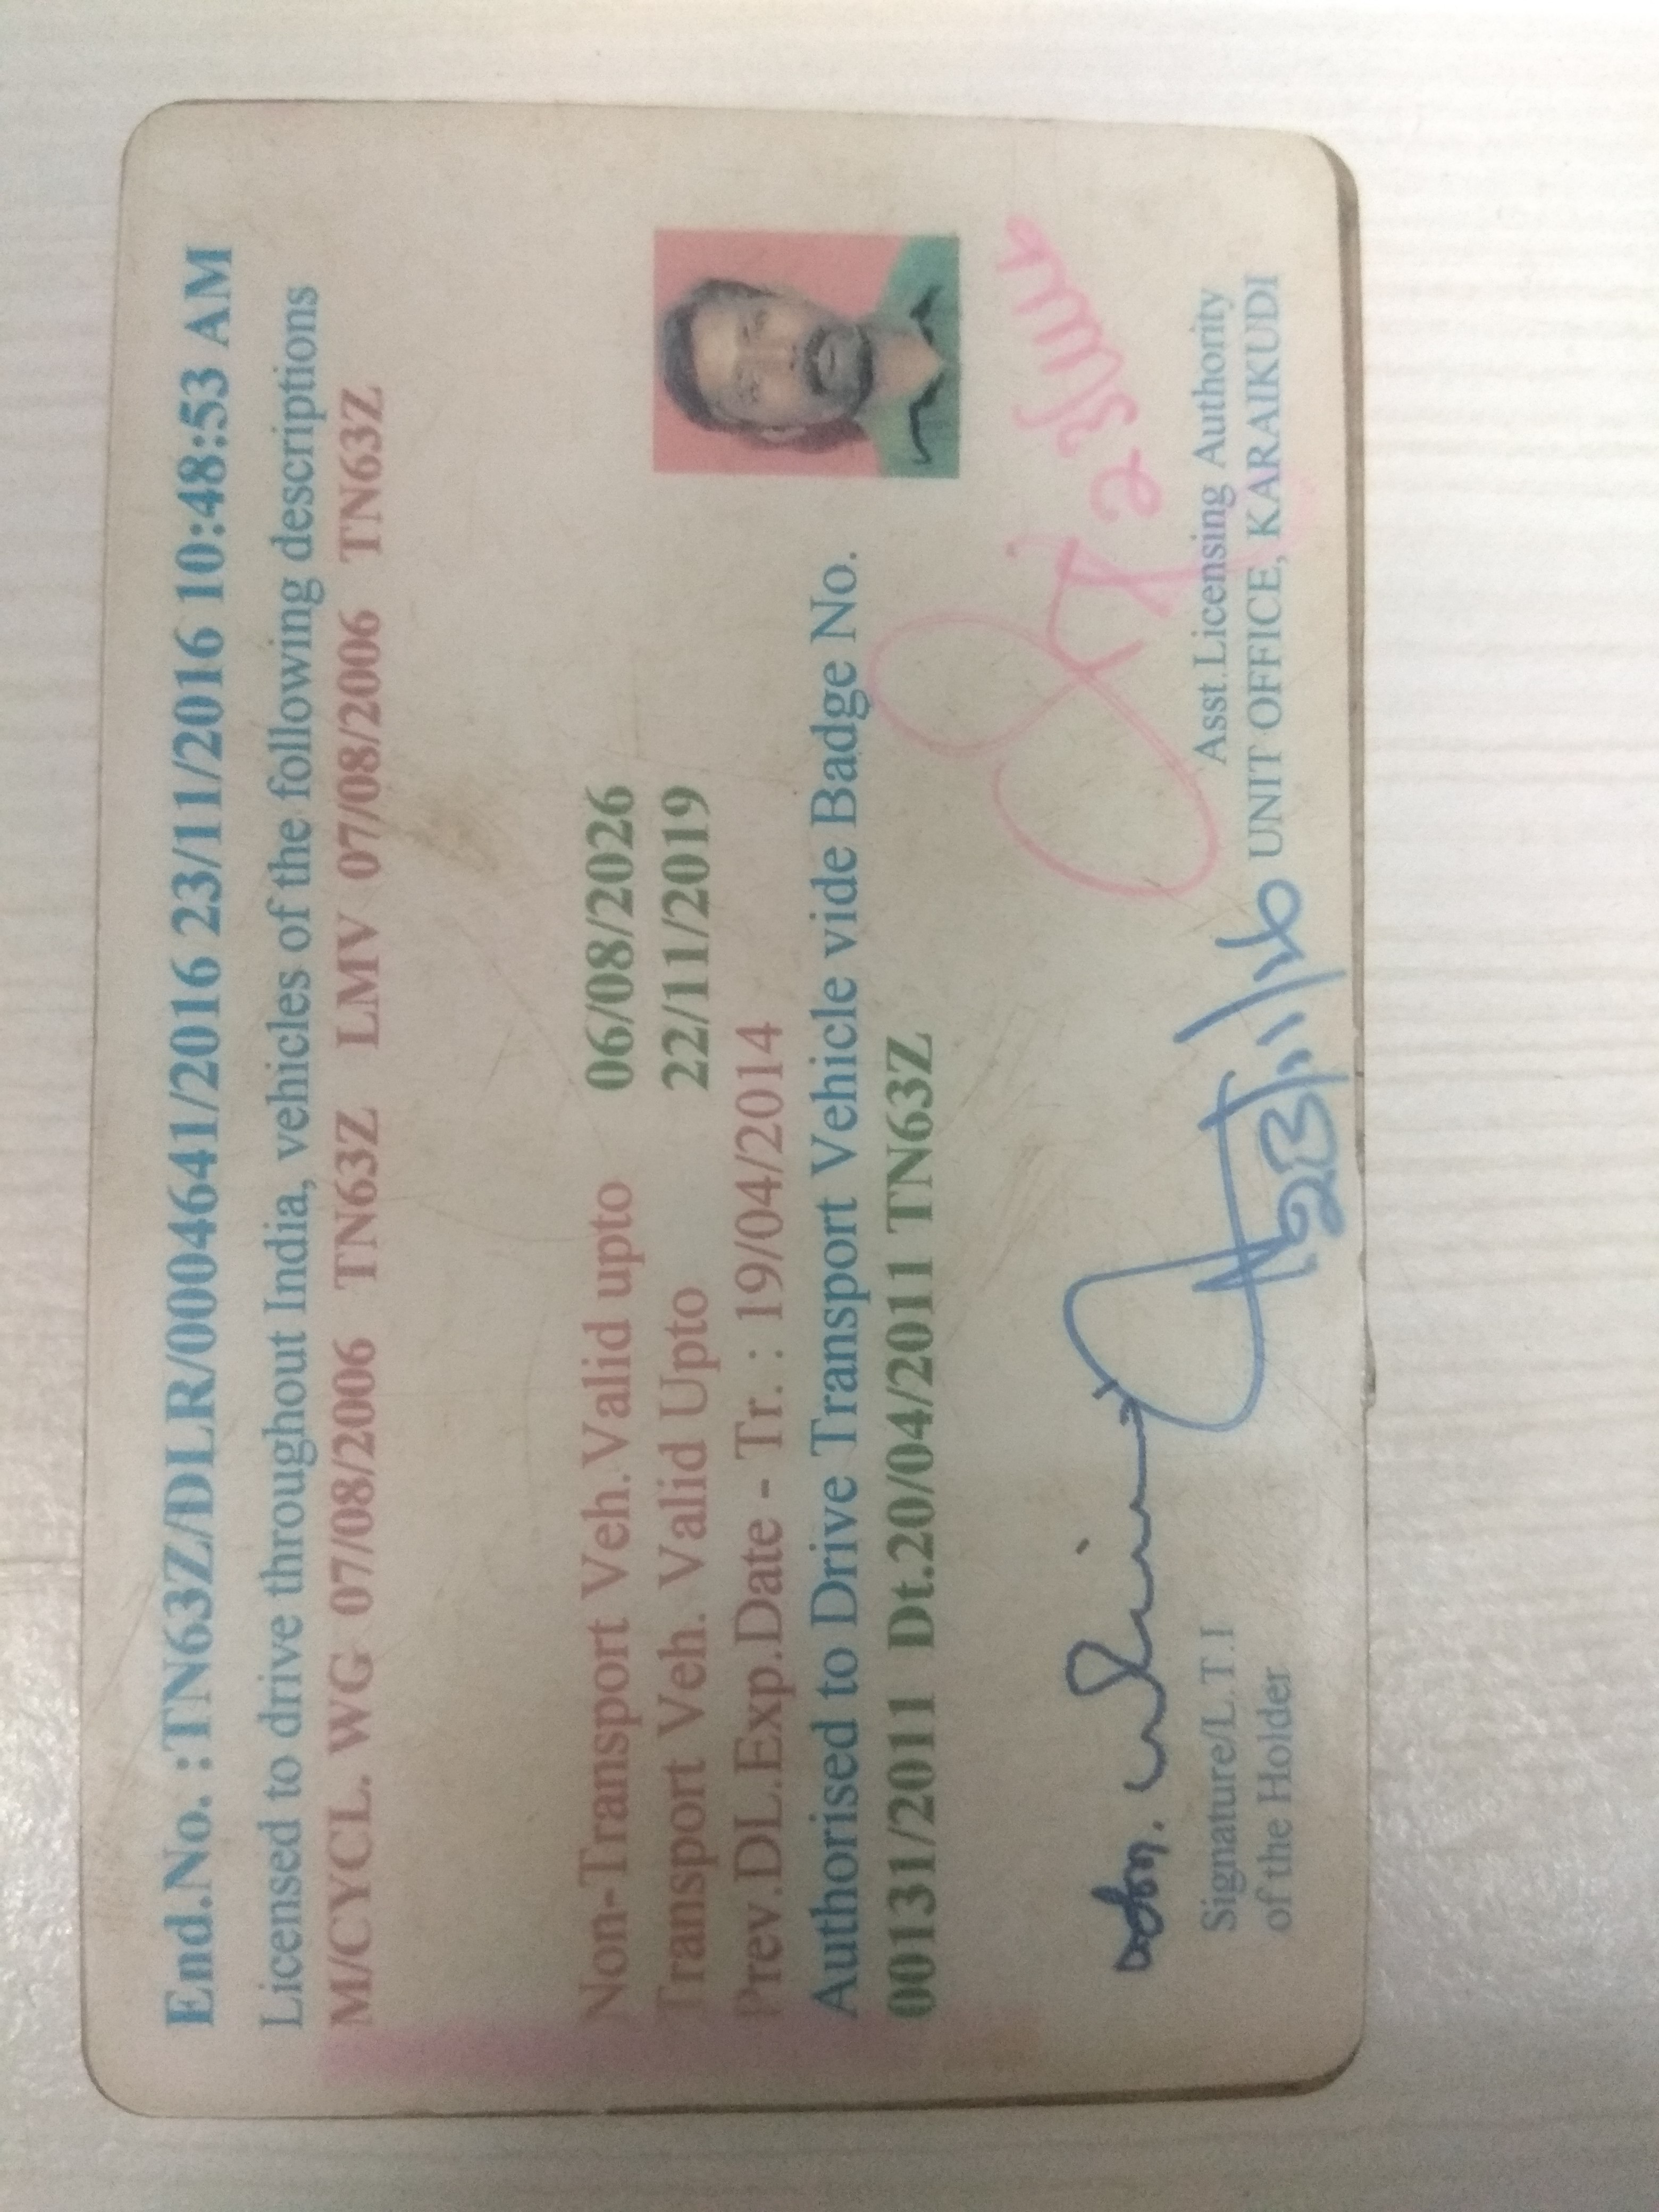 End.No. :TN63Z/DLR/0004641/2016 23/11/2016 10:48:53 AM
Licensed to drive throughout India, vehicles of the following descriptions
M/CYCL. WG 07/08/2006 TN63Z LMV 07/08/2006 TN63Z
Non-Transport Veh.Valid upto 06/08/2026
Transport Veh. Valid Upto 22/11/2019
Prev.DL.Exp.Date - Tr. : 19/04/2014
Authorised to Drive Transport Vehicle vide Badge No.
00131/2011 Dt.20/04/2011 TN63Z
23/11/16
Signature/L.T.I
of the Holder
Asst.Licensing Authority
UNIT OFFICE, KARAIKUDI